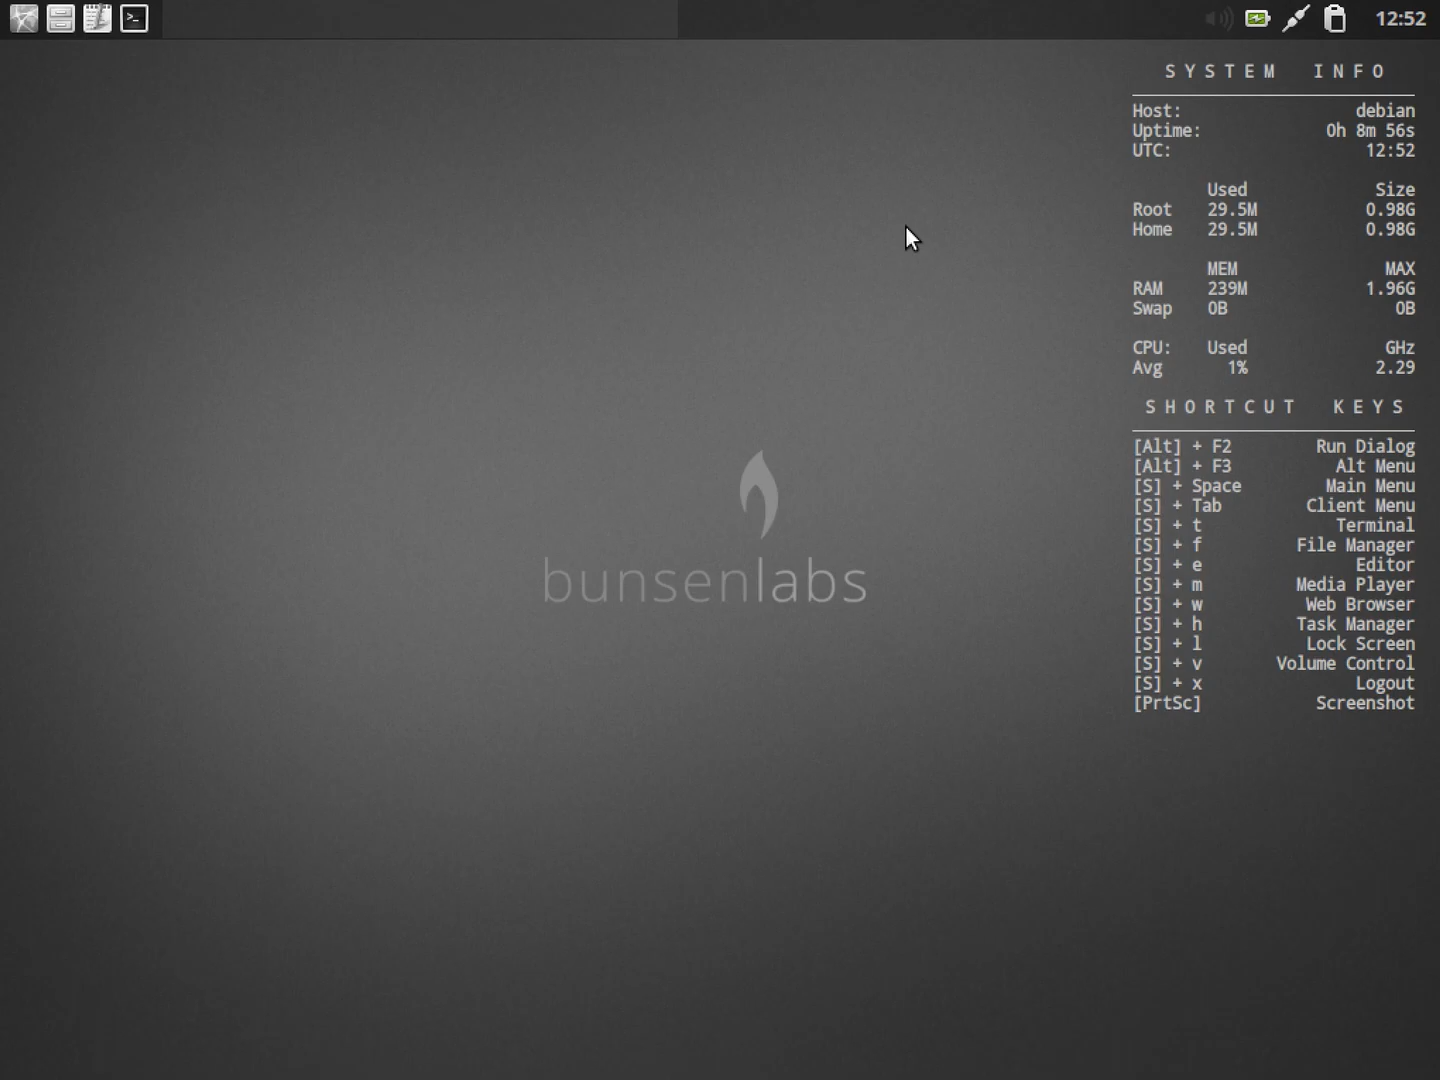 12:52
SYSTEM INFO
Host: debian
Uptime: 0h 8m 56s
UTC: 12:52
Used Size
Root 29.5M 0.98G
Home 29.5M 0.98G
MEM MAX
RAM 239M 1.96G
Swap 0B 0B
CPU: Used GHz
Avg 1% 2.29
SHORTCUT KEYS
[Alt] + F2 Run Dialog
[Alt] + F3 Alt Menu
[S] + Space Main Menu
[S] + Tab Client Menu
[S] + t Terminal
[S] + f File Manager
[S] + e Editor
[S] + m Media Player
[S] + w Web Browser
[S] + h Task Manager
[S] + l Lock Screen
[S] + v Volume Control
[S] + x Logout
[PrtSc] Screenshot
bunsenlabs